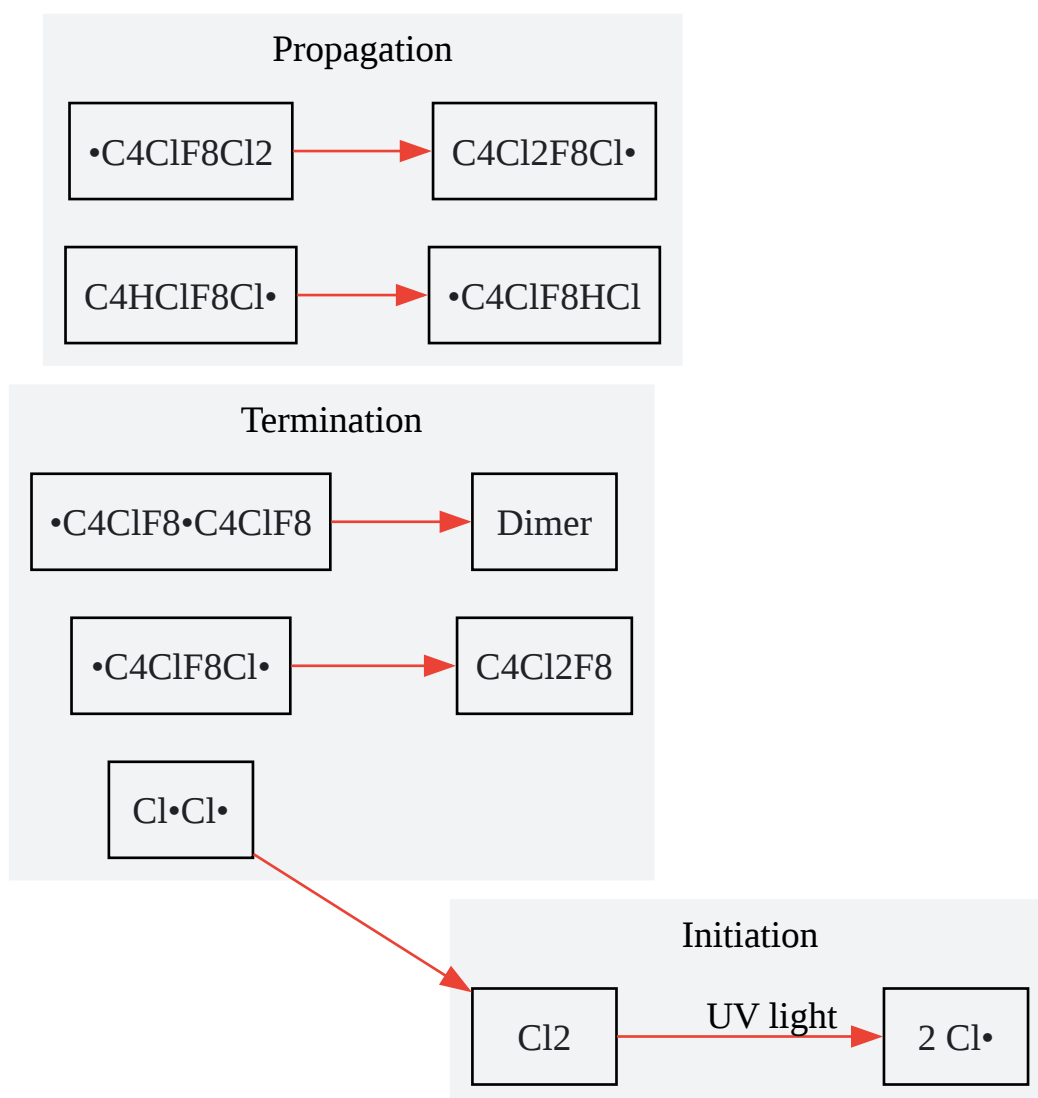 Propagation
•C4ClF8Cl2
C4Cl2F8Cl•
C4HClF8Cl•
•C4ClF8HCl
Termination
•C4ClF8•C4ClF8
Dimer
•C4ClF8Cl•
C4Cl2F8
Cl•Cl•
Initiation
Cl2
UV light
2 Cl•